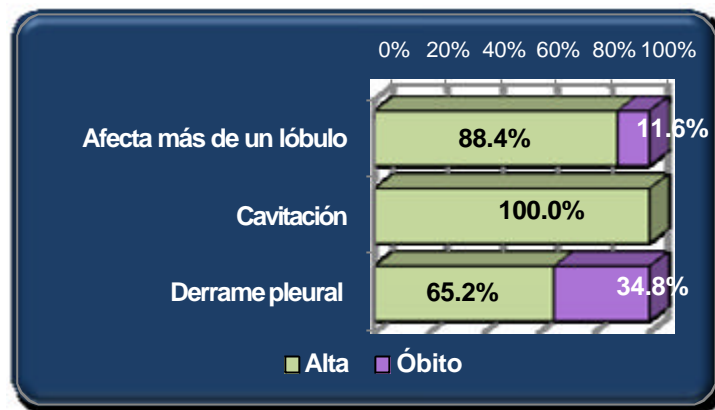 0% 20% 40% 60% 80% 100%
Afecta más de un lóbulo 88.4% 11.6%
Cavitación 100.0%
Derrame pleural 65.2% 34.8%
Alta Óbito